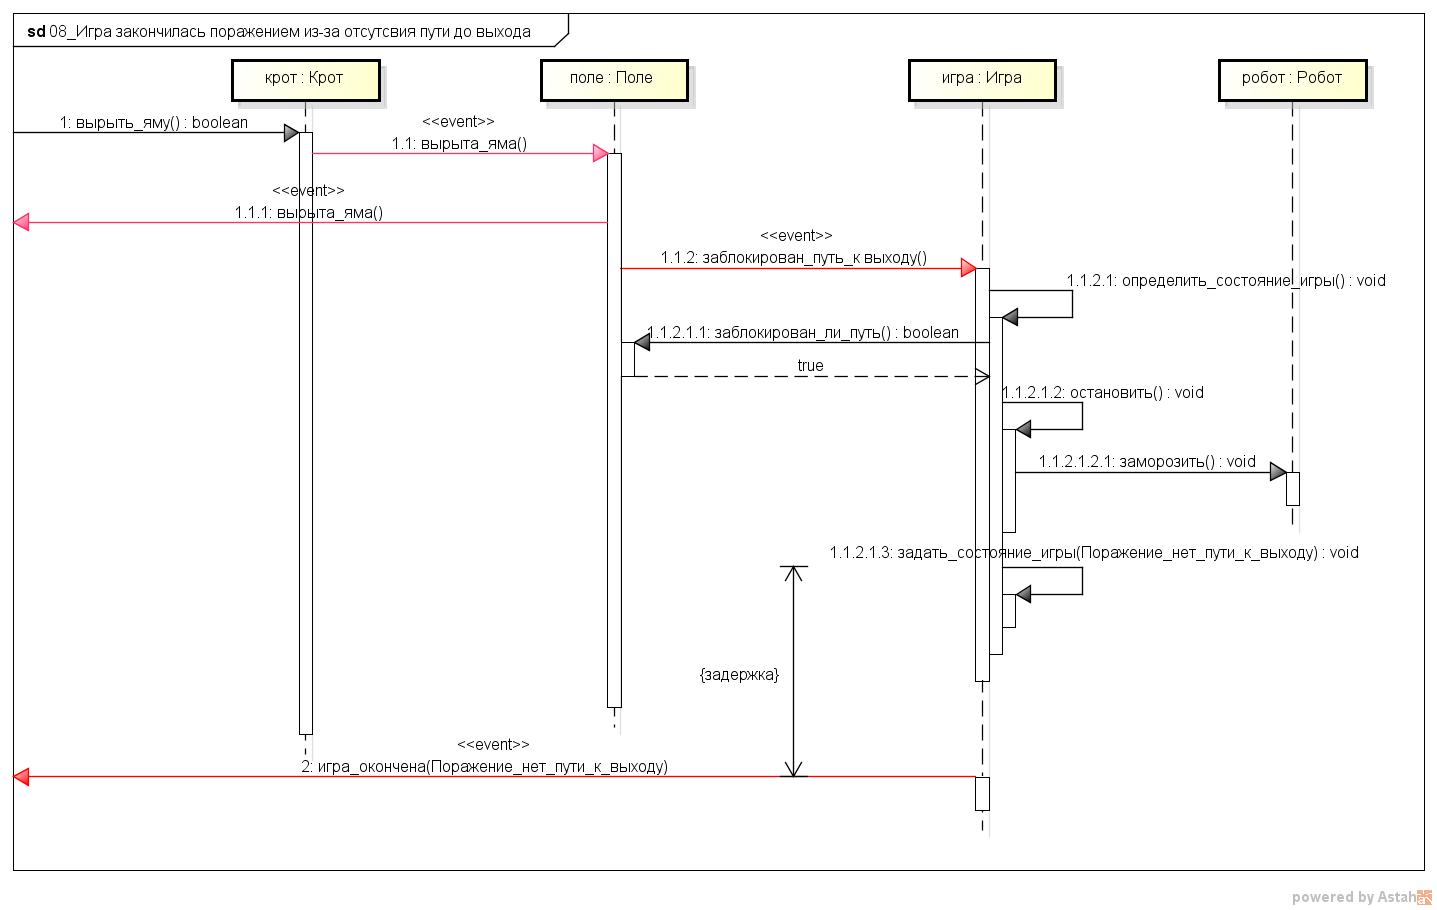 sd 08_Игра закончилась поражением из-за отсутсвия пути до выхода
крот : Крот
поле : Поле
игра : Игра
робот : Робот
1: вырыть_яму() : boolean
<<event>>
1.1: вырыта_яма()
<<event>>
1.1.1: вырыта_яма()
<<event>>
1.1.2: заблокирован_путь_к выходу()
1.1.2.1: определить_состояние_игры() : void
1.1.2.1.1: заблокирован_ли_путь() : boolean
true
1.1.2.1.2: остановить() : void
1.1.2.1.2.1: заморозить() : void
1.1.2.1.3: задать_состояние_игры(Поражение_нет_пути_к_выходу) : void
{задержка}
<<event>>
2: игра_окончена(Поражение_нет_пути_к_выходу)
powered by Astah